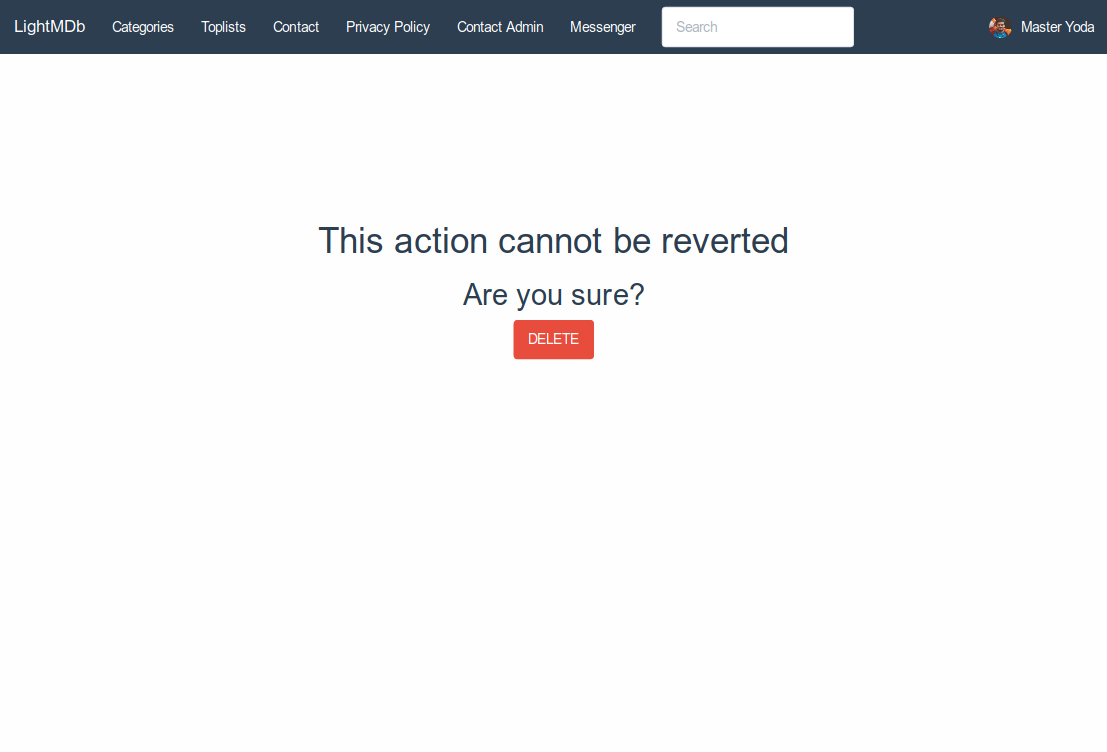 LightMDb Categories Toplists Contact Privacy Policy Contact Admin Messenger Search Master Yoda
This action cannot be reverted
Are you sure?
DELETE